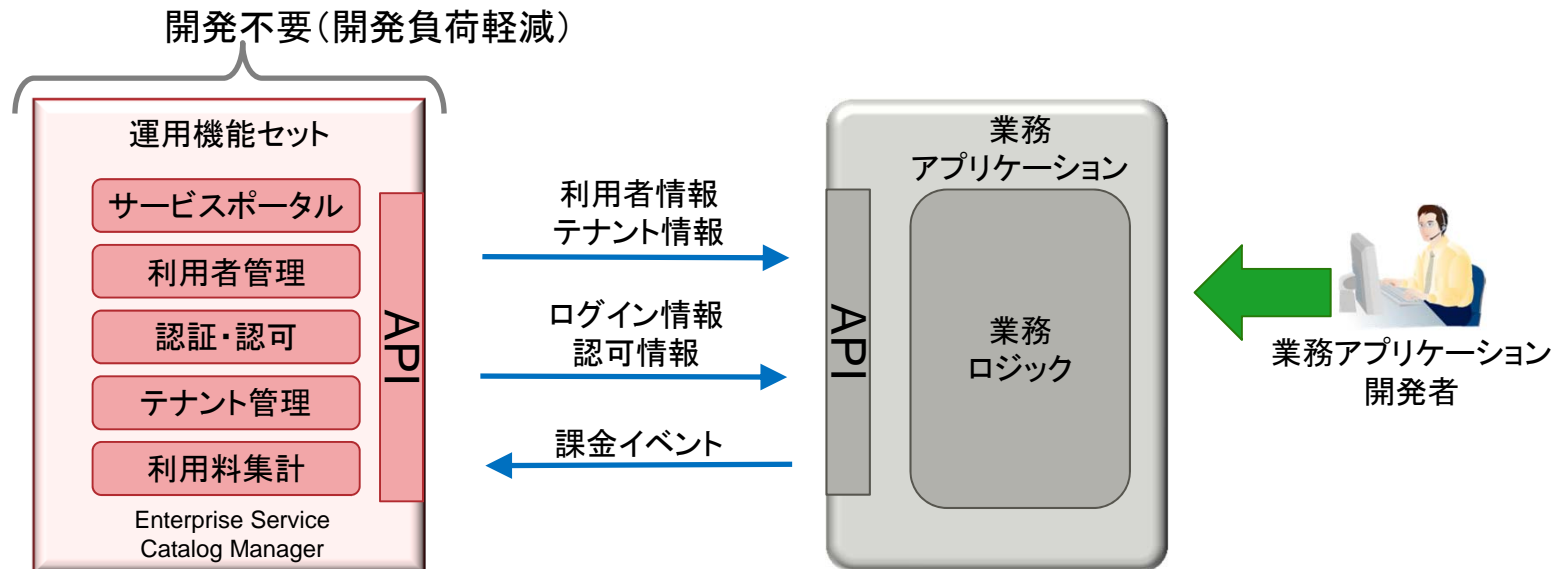 開発不要（開発負荷軽減）
運用機能セット
サービスポータル
利用者管理
認証・認可
テナント管理
利用料集計
API
Enterprise Service
Catalog Manager
利用者情報
テナント情報
ログイン情報
認可情報
課金イベント
業務
アプリケーション
API
業務
ロジック
業務アプリケーション
開発者